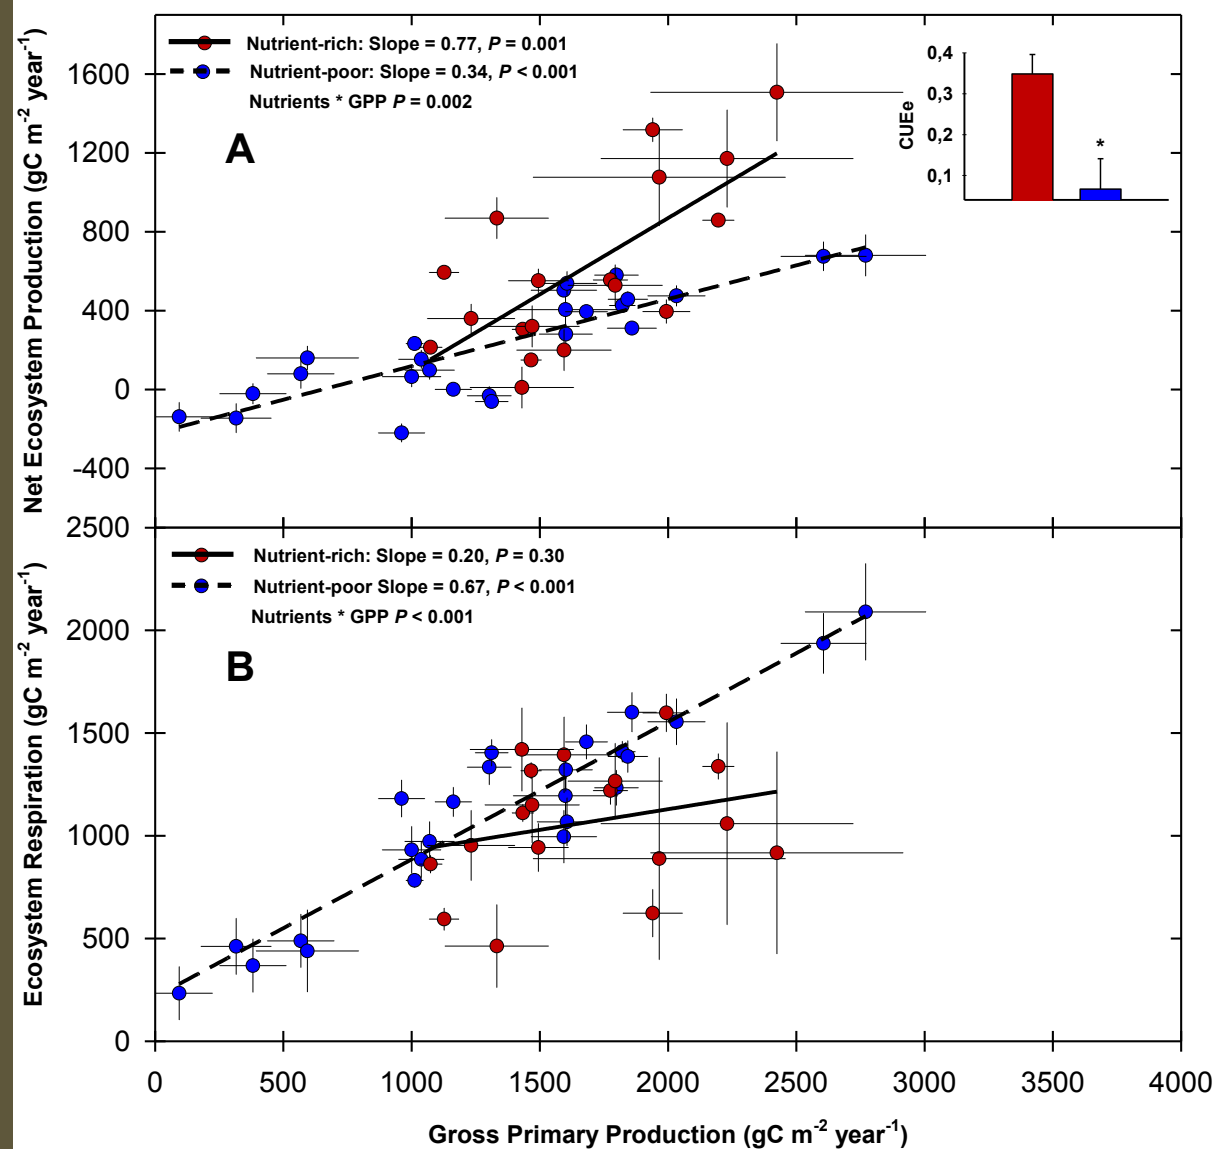 Nutrient-rich: Slope = 0.77, P = 0.001
Nutrient-poor: Slope = 0.34, P < 0.001
Nutrients * GPP P = 0.002
A
Net Ecosystem Production (gC m-2 year-1)
1600
1200
800
400
0
-400
CUEe
0,4
0,3
0,2
0,1
*
Nutrient-rich: Slope = 0.20, P = 0.30
Nutrient-poor Slope = 0.67, P < 0.001
Nutrients * GPP P < 0.001
B
Ecosystem Respiration (gC m-2 year-1)
2500
2000
1500
1000
500
0
0 500 1000 1500 2000 2500 3000 3500 4000
Gross Primary Production (gC m-2 year-1)